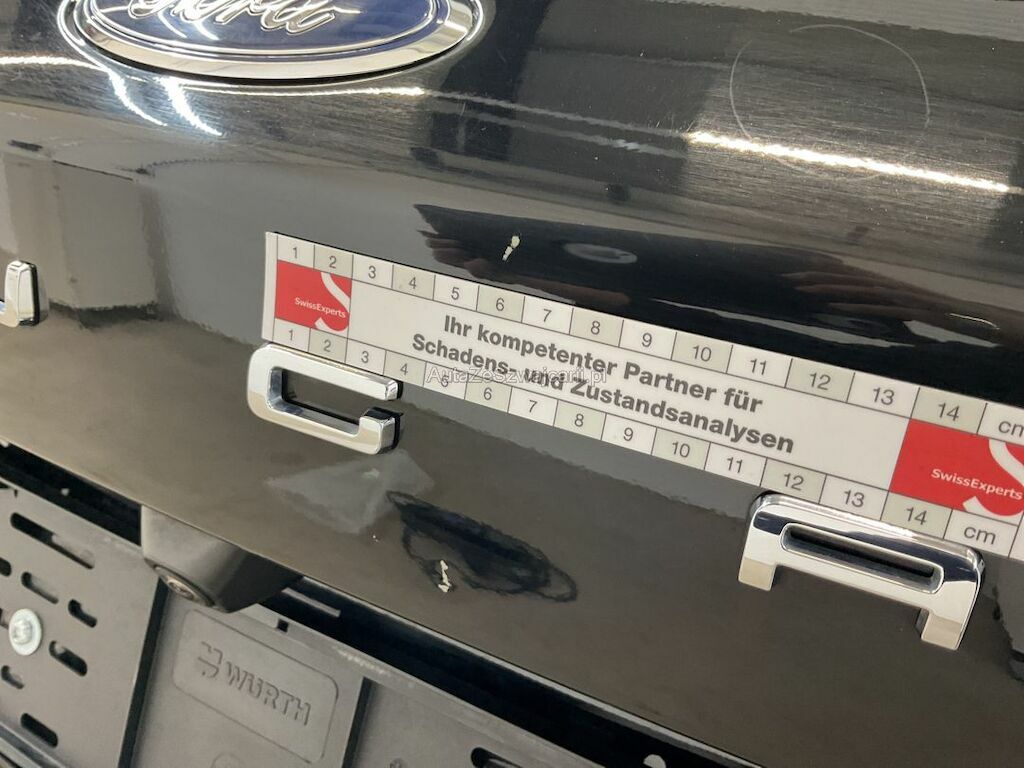 Ford
1 2 3 4 5 6 7 8 9 10 11 12 13 14 cm
SwissExperts
Ihr kompetenter Partner für
Schadens- und Zustandsanalysen
SwissExperts
1 2 3 4 5 6 7 8 9 10 11 12 13 14 cm
AutaZeSzwajcarii.pl
G A
WÜRTH